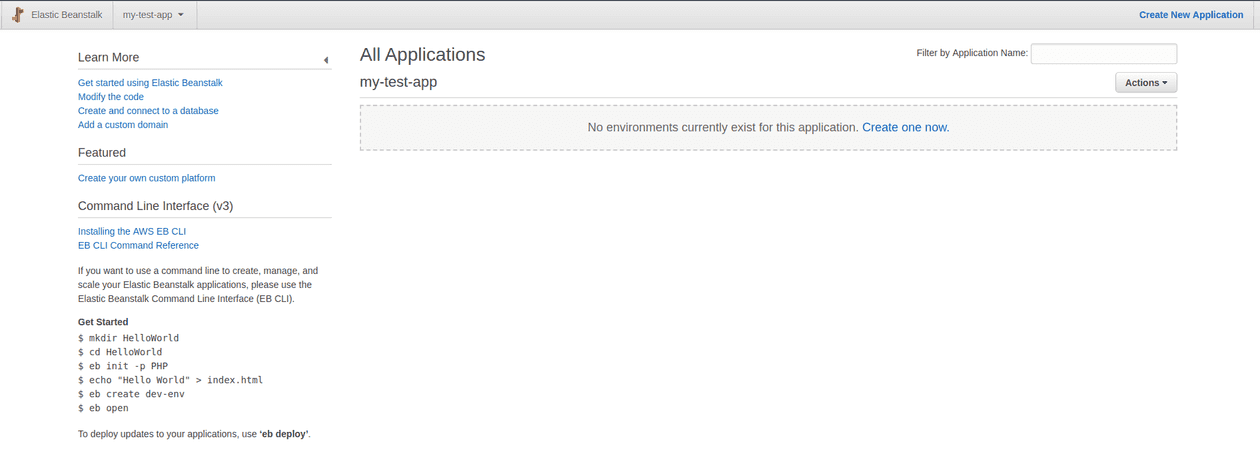 Elastic Beanstalk my-test-app Create New Application
Learn More
Get started using Elastic Beanstalk
Modify the code
Create and connect to a database
Add a custom domain
Featured
Create your own custom platform
Command Line Interface (v3)
Installing the AWS EB CLI
EB CLI Command Reference
If you want to use a command line to create, manage, and
scale your Elastic Beanstalk applications, please use the
Elastic Beanstalk Command Line Interface (EB CLI).
Get Started
$ mkdir HelloWorld
$ cd HelloWorld
$ eb init -p PHP
$ echo "Hello World" > index.html
$ eb create dev-env
$ eb open
To deploy updates to your applications, use ‘eb deploy’.
All Applications
Filter by Application Name:
my-test-app
Actions
No environments currently exist for this application. Create one now.